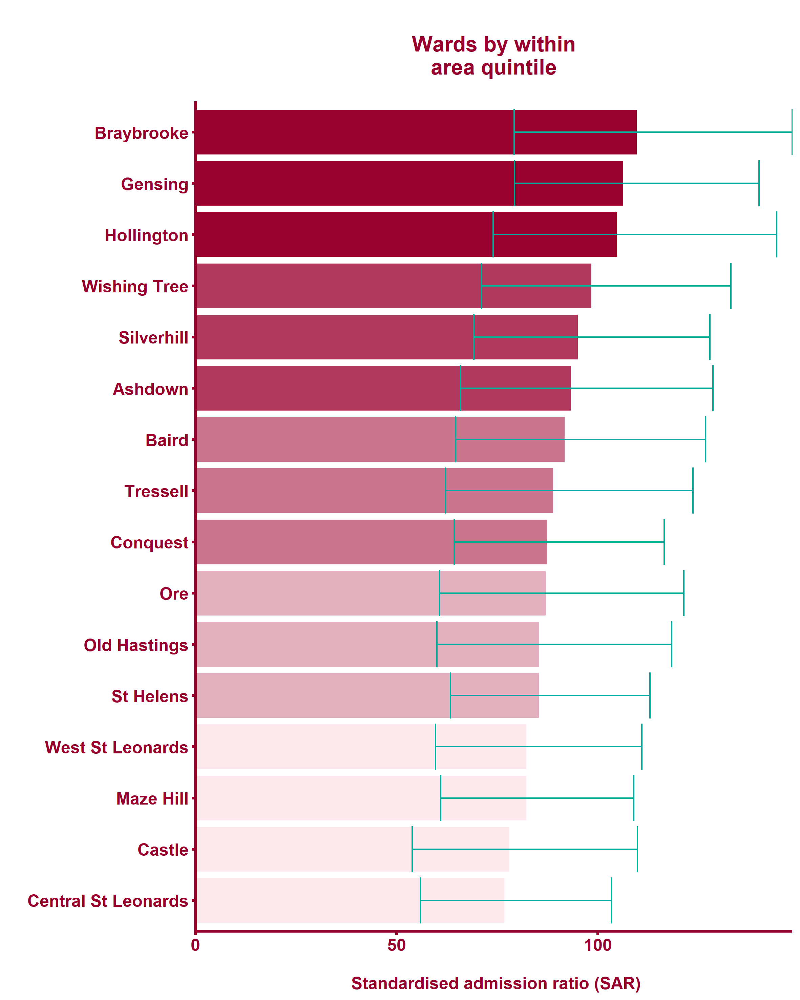 Wards by within
area quintile
Braybrooke
Gensing
Hollington
Wishing Tree
Silverhill
Ashdown
Baird
Tressell
Conquest
Ore
Old Hastings
St Helens
West St Leonards
Maze Hill
Castle
Central St Leonards
0 50 100
Standardised admission ratio (SAR)